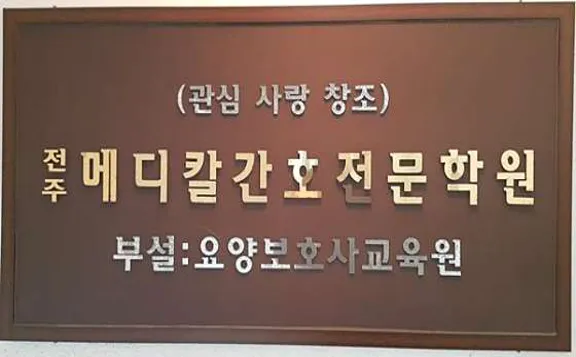 (관심 사랑 창조)
전주 메디칼간호전문학원
부설:요양보호사교육원